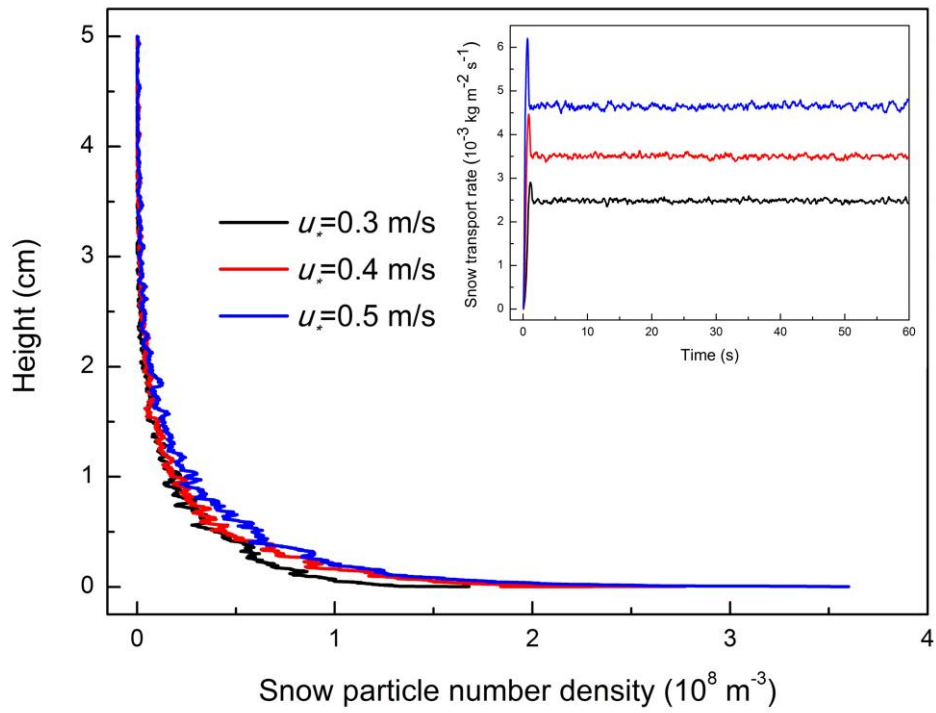 5
4
3
2
1
0
Height (cm)
0 1 2 3 4
Snow particle number density (10⁸ m⁻³)
u*=0.3 m/s
u*=0.4 m/s
u*=0.5 m/s
6
5
4
3
2
1
0
Snow transport rate (10⁻³ kg m⁻² s⁻¹)
0 10 20 30 40 50 60
Time (s)